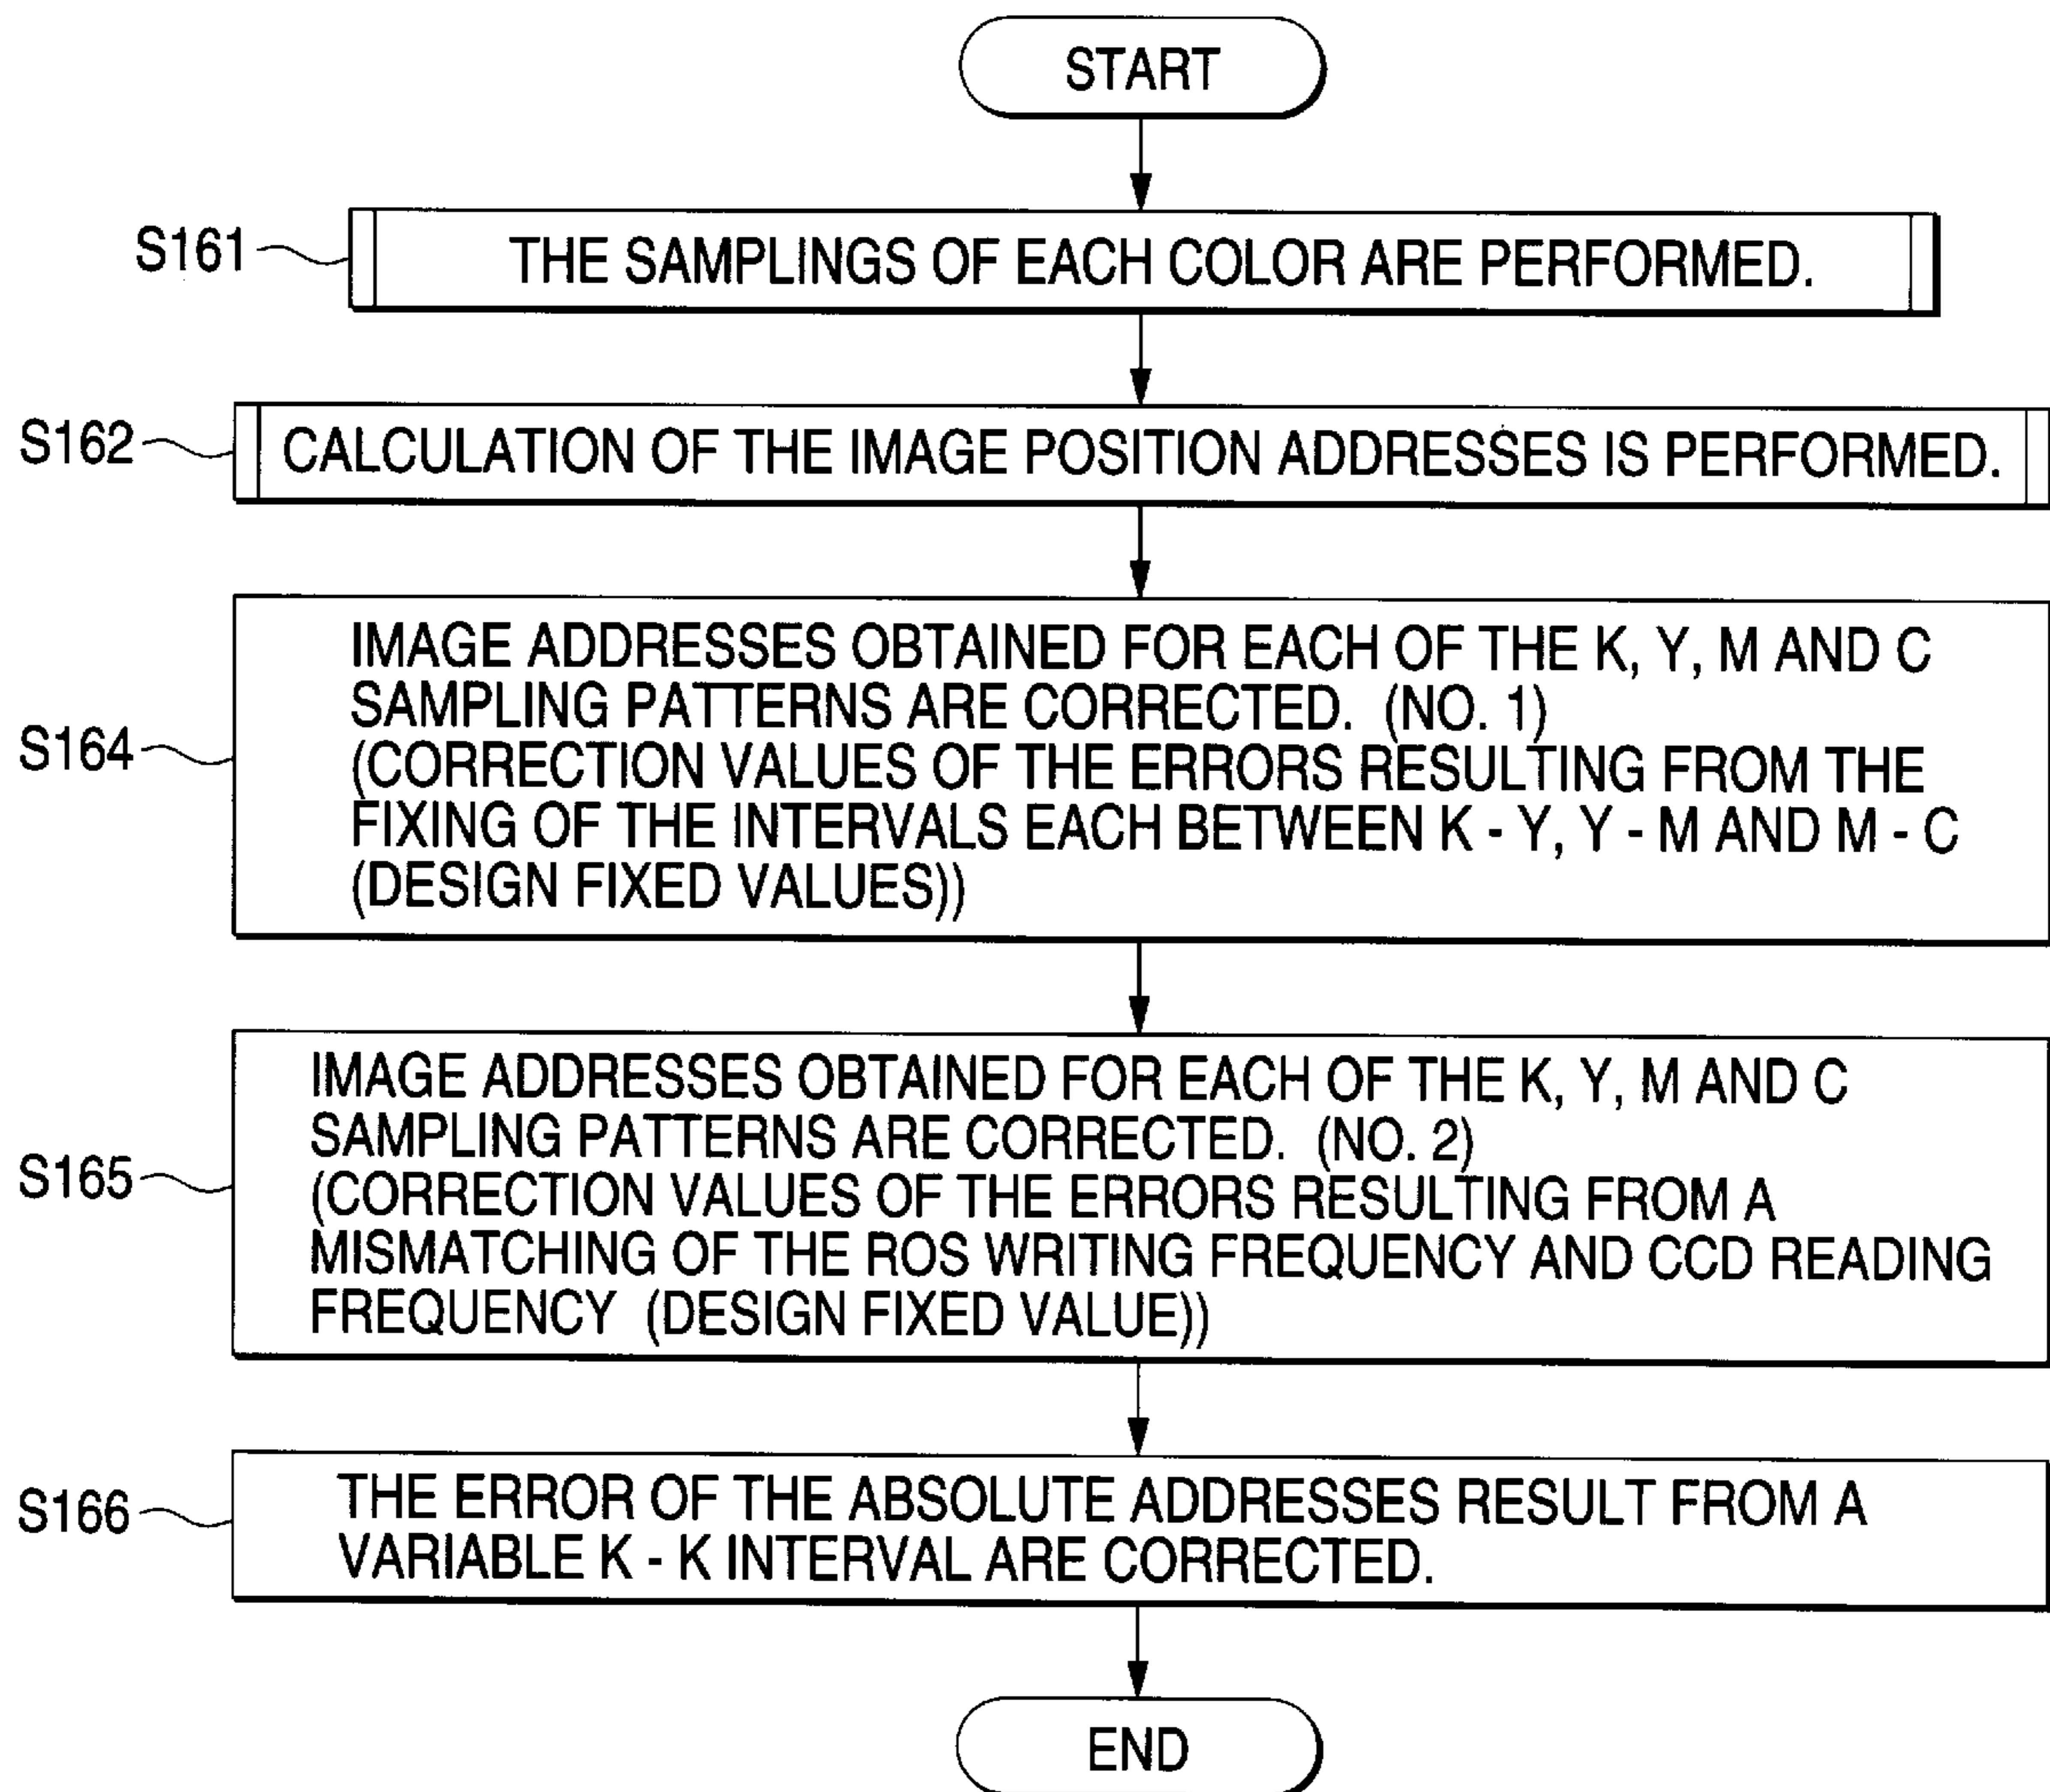 START
S161
THE SAMPLINGS OF EACH COLOR ARE PERFORMED.
S162
CALCULATION OF THE IMAGE POSITION ADDRESSES IS PERFORMED.
S164
IMAGE ADDRESSES OBTAINED FOR EACH OF THE K, Y, M AND C
SAMPLING PATTERNS ARE CORRECTED. (NO. 1)
(CORRECTION VALUES OF THE ERRORS RESULTING FROM THE
FIXING OF THE INTERVALS EACH BETWEEN K - Y, Y - M AND M - C
(DESIGN FIXED VALUES))
S165
IMAGE ADDRESSES OBTAINED FOR EACH OF THE K, Y, M AND C
SAMPLING PATTERNS ARE CORRECTED. (NO. 2)
(CORRECTION VALUES OF THE ERRORS RESULTING FROM A
MISMATCHING OF THE ROS WRITING FREQUENCY AND CCD READING
FREQUENCY (DESIGN FIXED VALUE))
S166
THE ERROR OF THE ABSOLUTE ADDRESSES RESULT FROM A
VARIABLE K - K INTERVAL ARE CORRECTED.
END